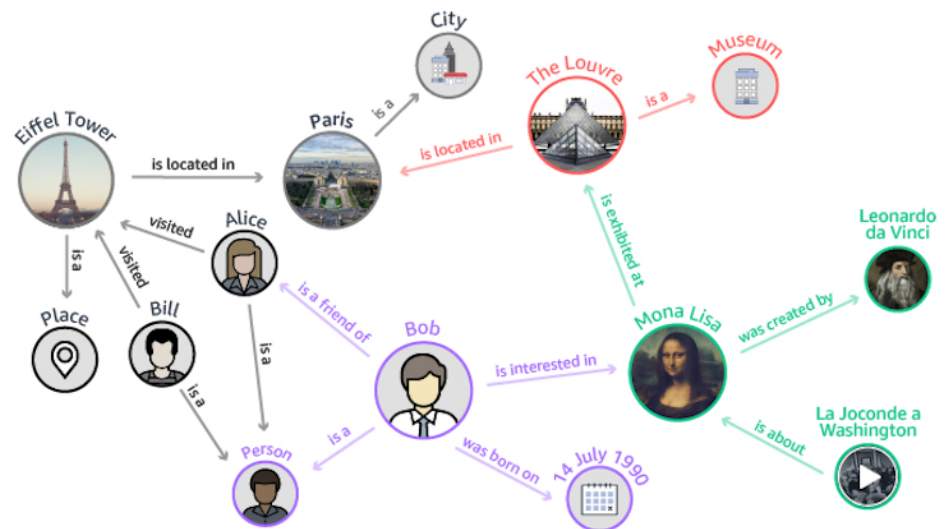 City
is a
Museum
is a
The Louvre
Eiffel Tower
Paris
is located in
is located in
visited
Alice
is a
visited
is exhibited at
Leonardo
da Vinci
Place
Bill
is a friend of
Bob
Mona Lisa
was created by
is a
is a
is interested in
La Joconde a
Washington
is about
Person
is a
was born on
14 July 1990